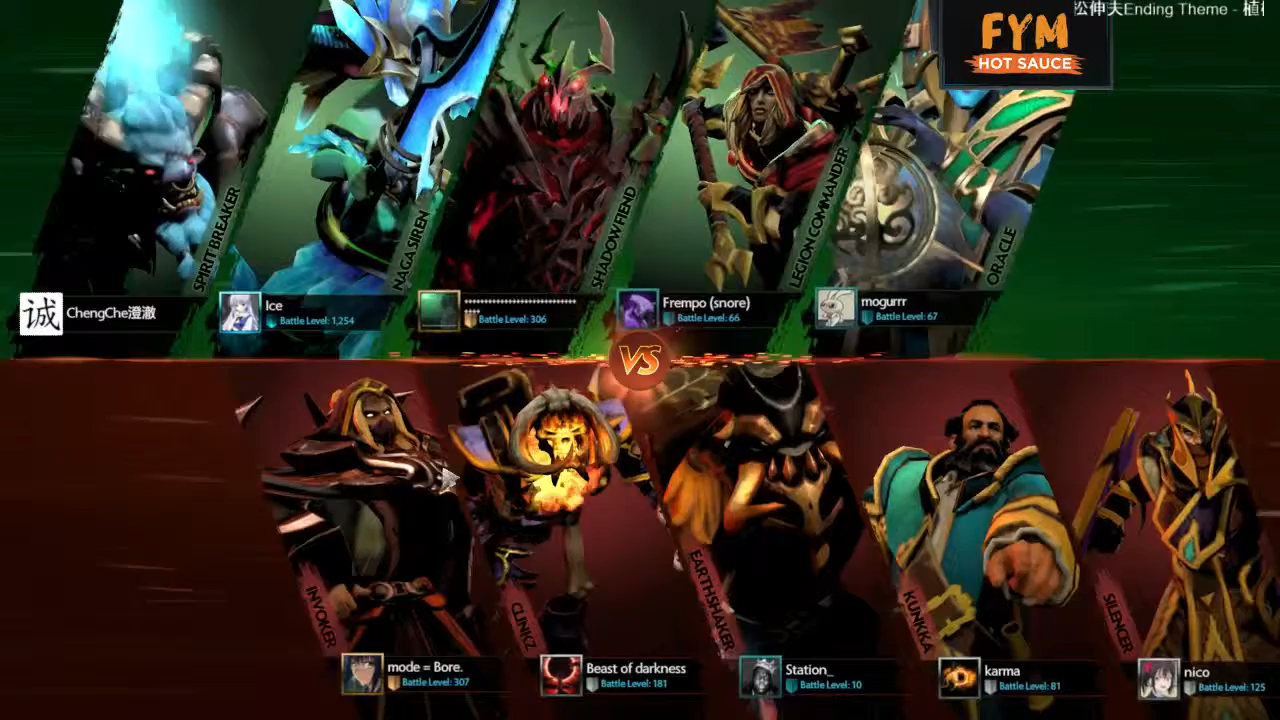 松伸夫Ending Theme - 植
FYM
HOT SAUCE
SPIRIT BREAKER
NAGA SIREN
SHADOW FIEND
LEGION COMMANDER
ORACLE
诚
ChengChe澄澈
Ice
Battle Level: 1,254
Battle Level: 306
Frempo (snore)
Battle Level: 66
mogurrr
Battle Level: 67
VS
INVOKER
CLINKZ
EARTHSHAKER
KUNKKA
SILENCER
mode = Bore.
Battle Level: 307
Beast of darkness
Battle Level: 181
Station_
Battle Level: 10
karma
Battle Level: 81
nico
Battle Level: 125